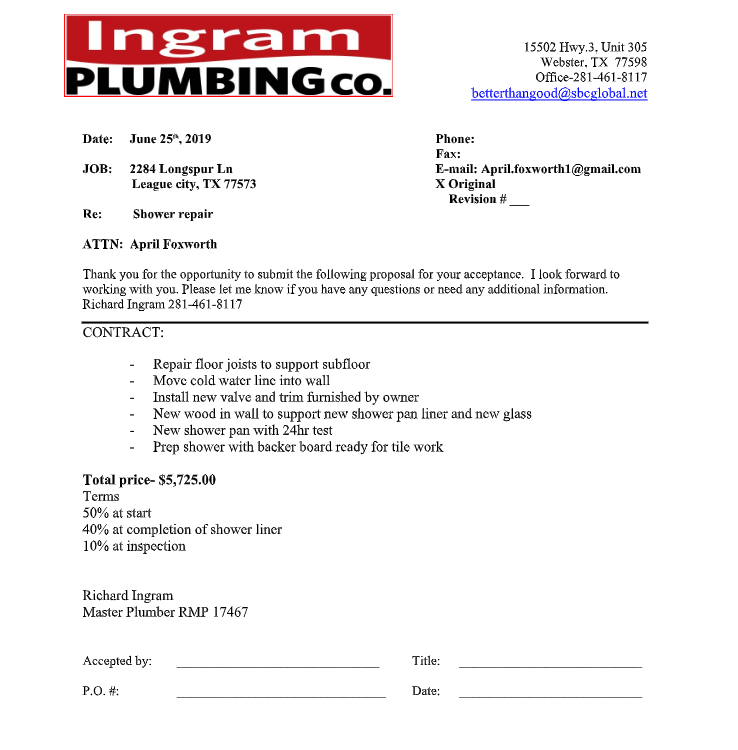 Ingram
PLUMBING CO.
15502 Hwy.3, Unit 305
Webster, TX 77598
Office-281-461-8117
betterthangood@sbcglobal.net
Date: June 25th, 2019
Phone:
Fax:
JOB: 2284 Longspur Ln
E-mail: April.foxworth1@gmail.com
League city, TX 77573
X Original
Revision # ___
Re: Shower repair
ATTN: April Foxworth
Thank you for the opportunity to submit the following proposal for your acceptance. I look forward to
working with you. Please let me know if you have any questions or need any additional information.
Richard Ingram 281-461-8117
CONTRACT:
- Repair floor joists to support subfloor
- Move cold water line into wall
- Install new valve and trim furnished by owner
- New wood in wall to support new shower pan liner and new glass
- New shower pan with 24hr test
- Prep shower with backer board ready for tile work
Total price- $5,725.00
Terms
50% at start
40% at completion of shower liner
10% at inspection
Richard Ingram
Master Plumber RMP 17467
Accepted by: ______________________________ Title: ___________________________
P.O. #: _______________________________ Date: ___________________________